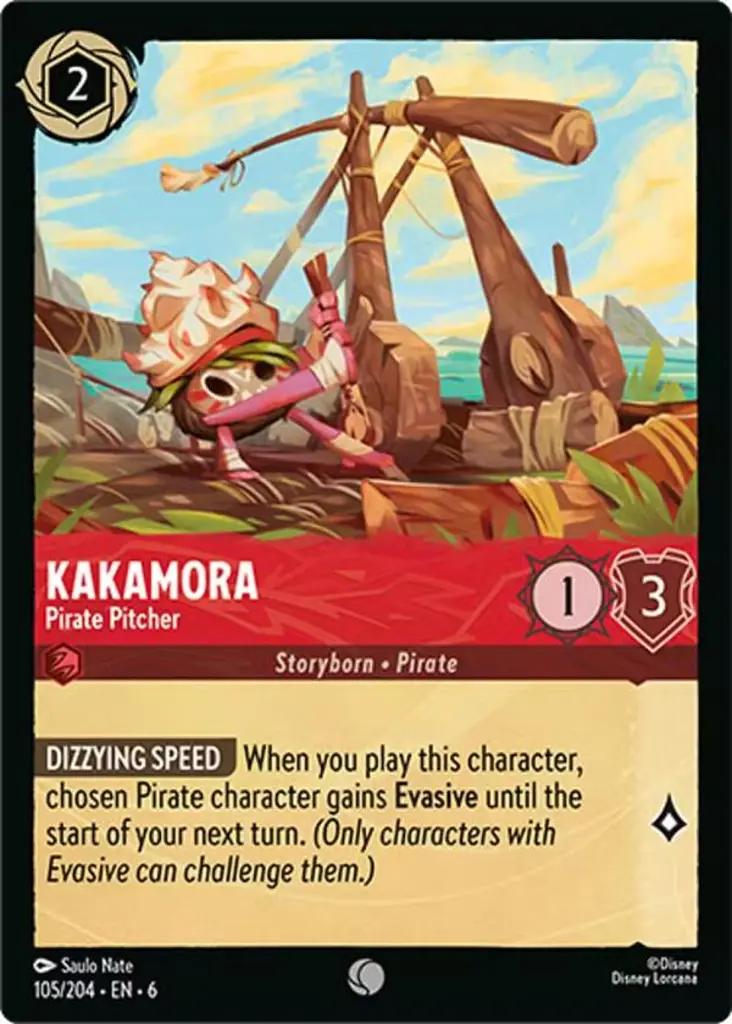 2
KAKAMORA
Pirate Pitcher
1
3
Storyborn • Pirate
DIZZYING SPEED When you play this character,
chosen Pirate character gains Evasive until the
start of your next turn. (Only characters with
Evasive can challenge them.)
Saulo Nate
105/204 • EN • 6
©Disney
Disney Lorcana